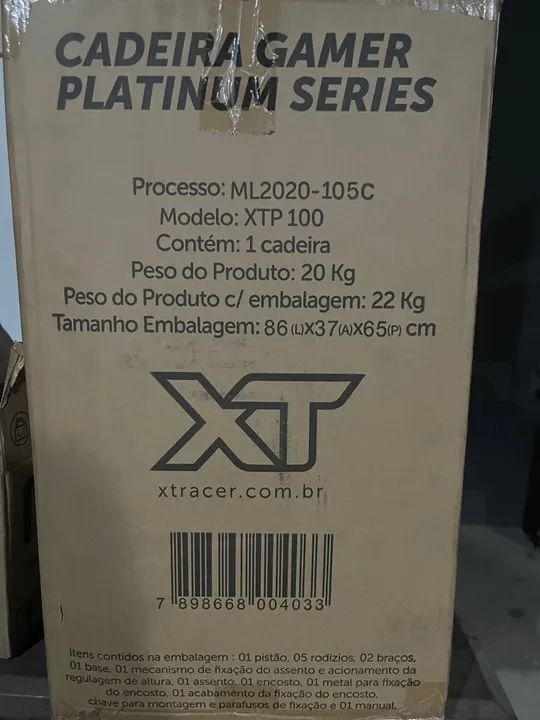 CADEIRA GAMER
PLATINUM SERIES
Processo: ML2020-105C
Modelo: XTP 100
Contém: 1 cadeira
Peso do Produto: 20 Kg
Peso do Produto c/ embalagem: 22 Kg
Tamanho Embalagem: 86 (L)X37(A)X65(P) cm
XT
xtracer.com.br
7 898668 004033
Itens contidos na embalagem : 01 pistão, 05 rodízios, 02 braços,
01 base, 01 mecanismo de fixação do assento e acionamento da
regulagem de altura, 01 assento, 01 encosto, 01 metal para fixação
do encosto, 01 acabamento da fixação do encosto,
chave para montagem e parafusos de fixação e 01 manual.